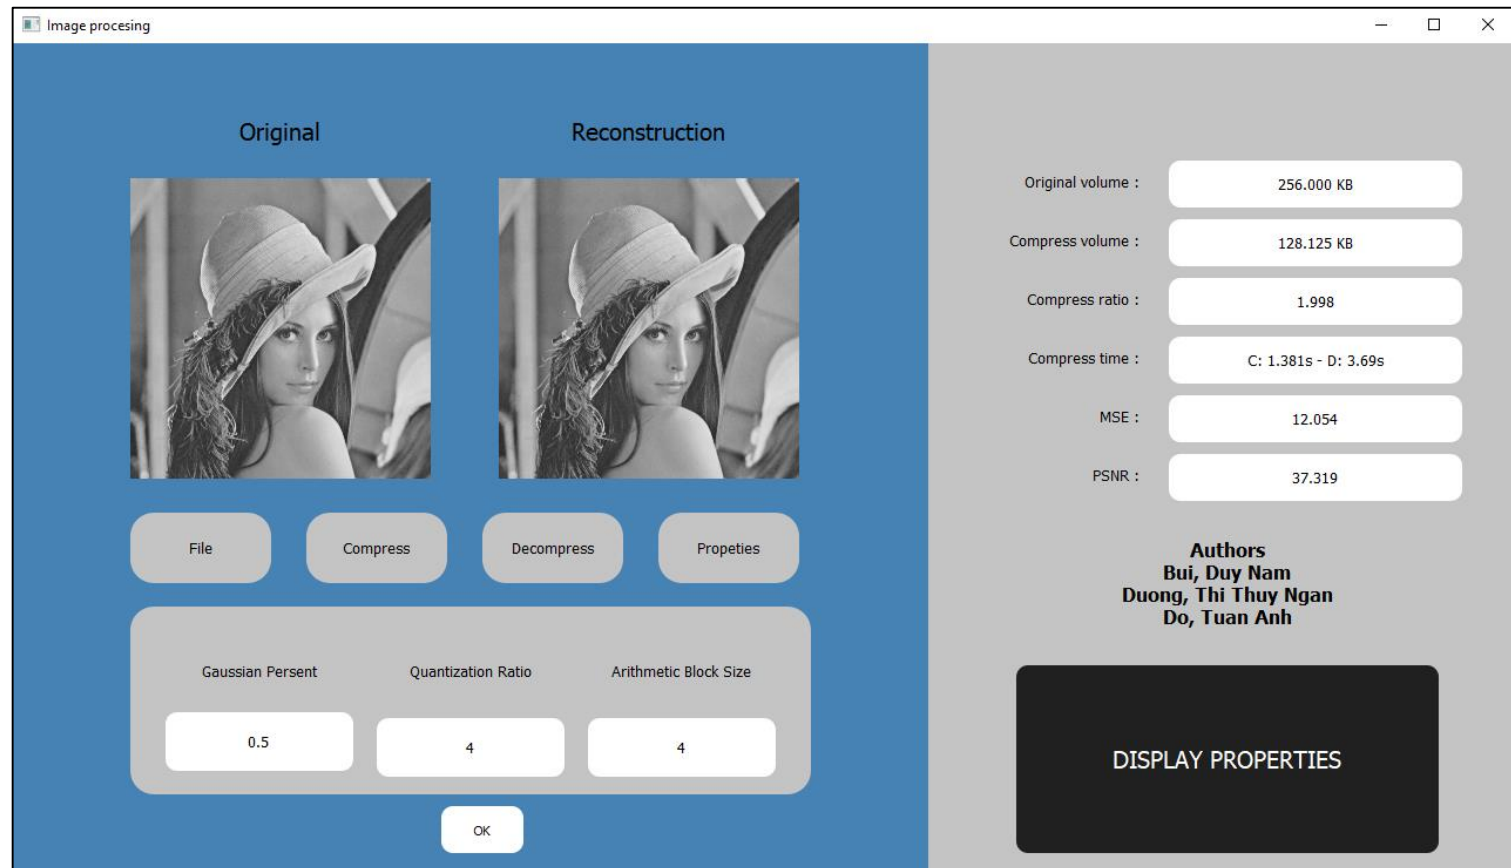 Image procesing
Original
Reconstruction
File
Compress
Decompress
Propeties
Gaussian Persent
Quantization Ratio
Arithmetic Block Size
0.5
4
4
OK
Original volume :
256.000 KB
Compress volume :
128.125 KB
Compress ratio :
1.998
Compress time :
C: 1.381s - D: 3.69s
MSE :
12.054
PSNR :
37.319
Authors
Bui, Duy Nam
Duong, Thi Thuy Ngan
Do, Tuan Anh
DISPLAY PROPERTIES